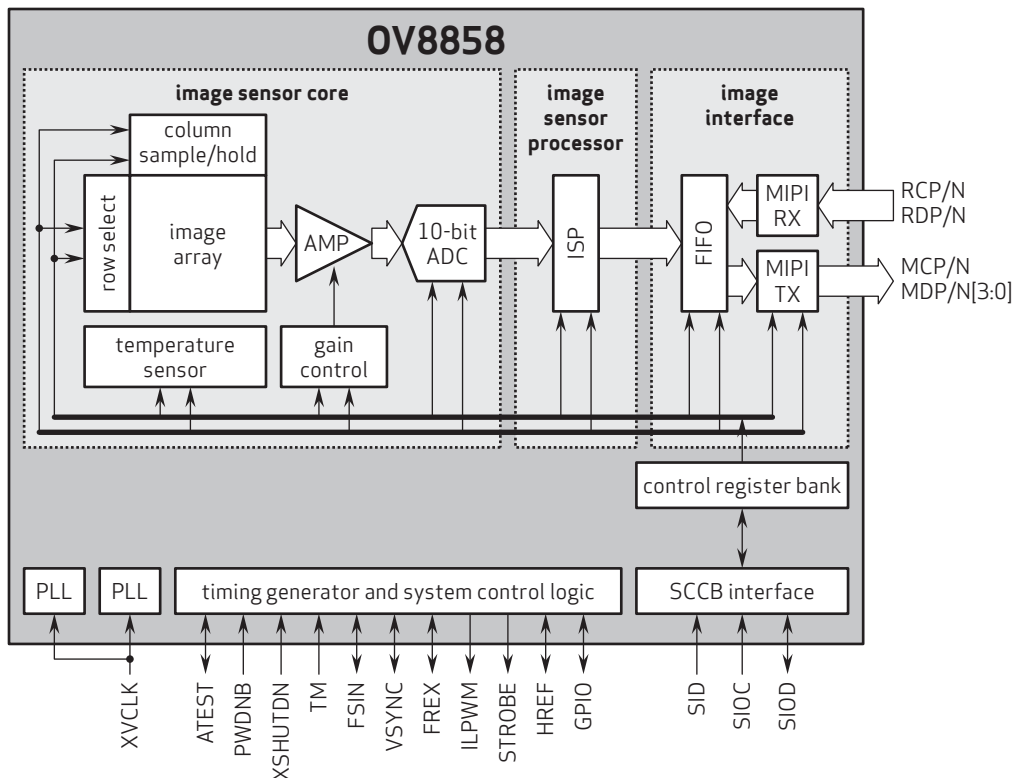 OV8858
image sensor core
image
sensor
processor
image
interface
column
sample/hold
row select
image
array
AMP
10-bit
ADC
ISP
FIFO
MIPI
RX
MIPI
TX
RCP/N
RDP/N
MCP/N
MDP/N[3:0]
temperature
sensor
gain
control
control register bank
PLL
PLL
timing generator and system control logic
SCCB interface
XVCLK
ATEST
PWDNB
XSHUTDN
TM
FSIN
VSYNC
FREX
ILPWM
STROBE
HREF
GPIO
SID
SIOC
SIOD